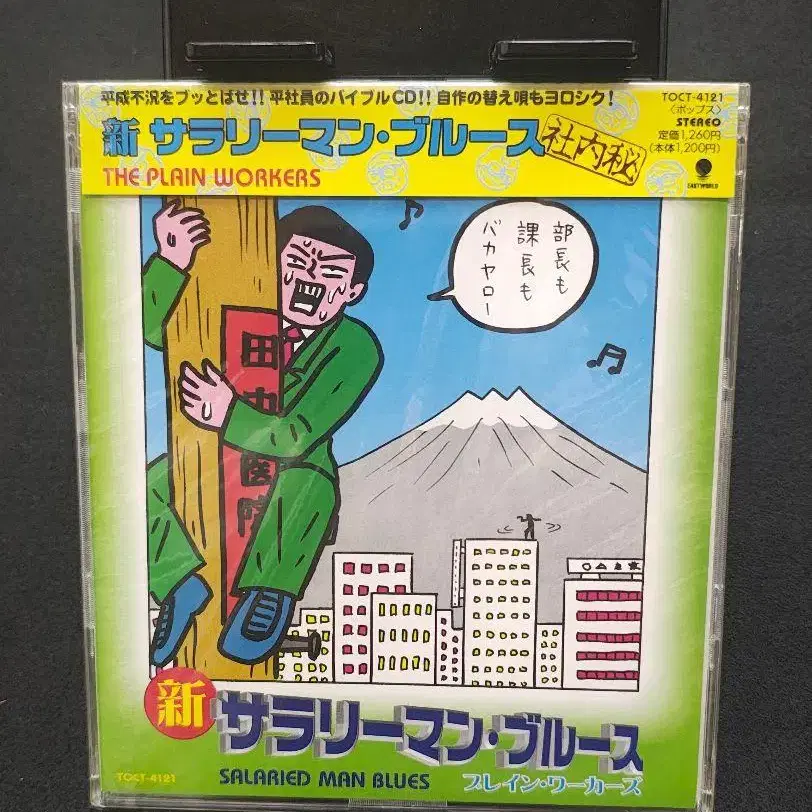 平成不況をブッとばせ!! 平社員のバイブルCD!! 自作の替え唄もヨロシク!
新 サラリーマン・ブルース
社内秘
THE PLAIN WORKERS
TOCT-4121
〈ポップス〉
STEREO
定価1,260円
(本体1,200円)
EASTWORLD
部長も
課長も
バカヤロー
新
サラリーマン・ブルース
TOCT-4121
SALARIED MAN BLUES
プレイン・ワーカーズ